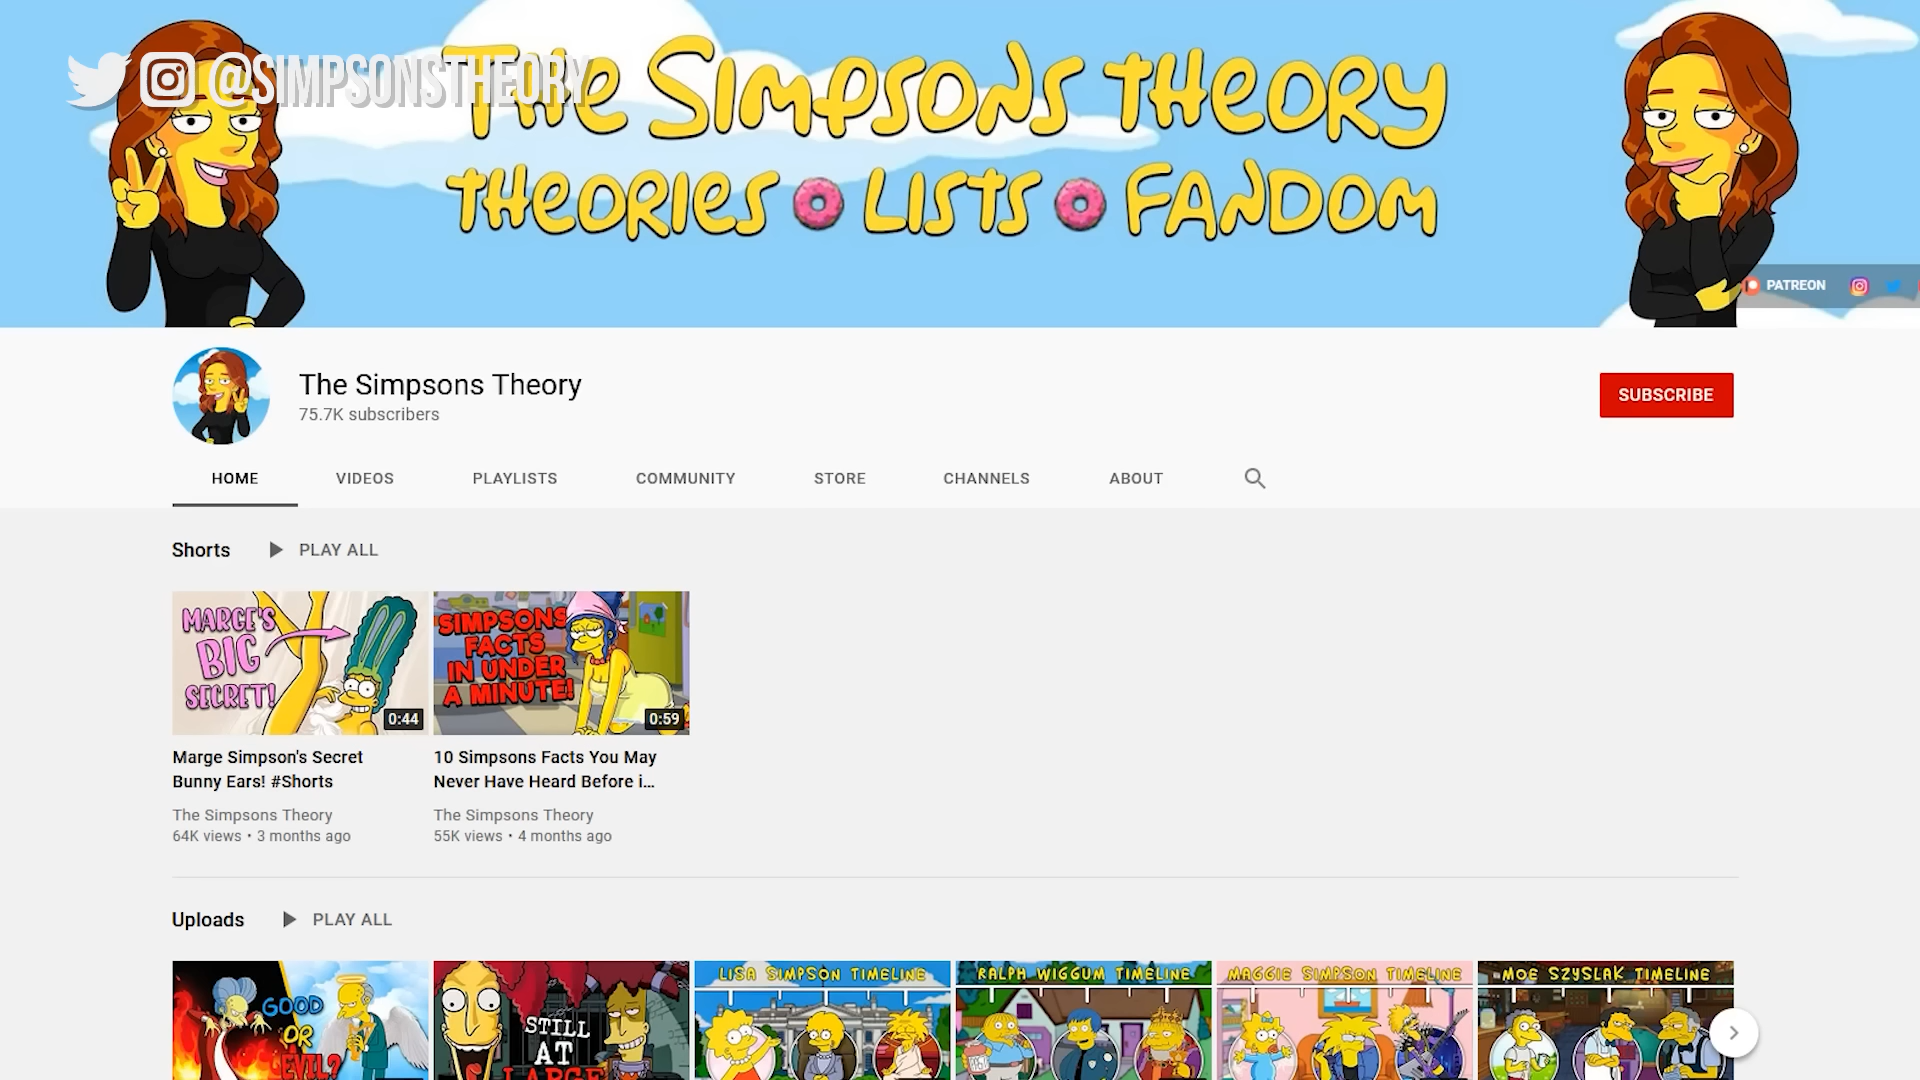 @SIMPSONSTHEORY
The Simpsons Theory
THEORIES LISTS FANDOM
PATREON
The Simpsons Theory
75.7K subscribers
SUBSCRIBE
HOME VIDEOS PLAYLISTS COMMUNITY STORE CHANNELS ABOUT
Shorts PLAY ALL
MARGE'S
BIG
SECRET!
0:44
SIMPSONS
FACTS
IN UNDER
A MINUTE!
0:59
Marge Simpson's Secret
Bunny Ears! #Shorts
The Simpsons Theory
64K views • 3 months ago
10 Simpsons Facts You May
Never Have Heard Before i...
The Simpsons Theory
55K views • 4 months ago
Uploads PLAY ALL
GOOD
OR
EVIL?
STILL
AT
LARGE
LISA SIMPSON TIMELINE
RALPH WIGGUM TIMELINE
MAGGIE SIMPSON TIMELINE
MOE SZYSLAK TIMELINE